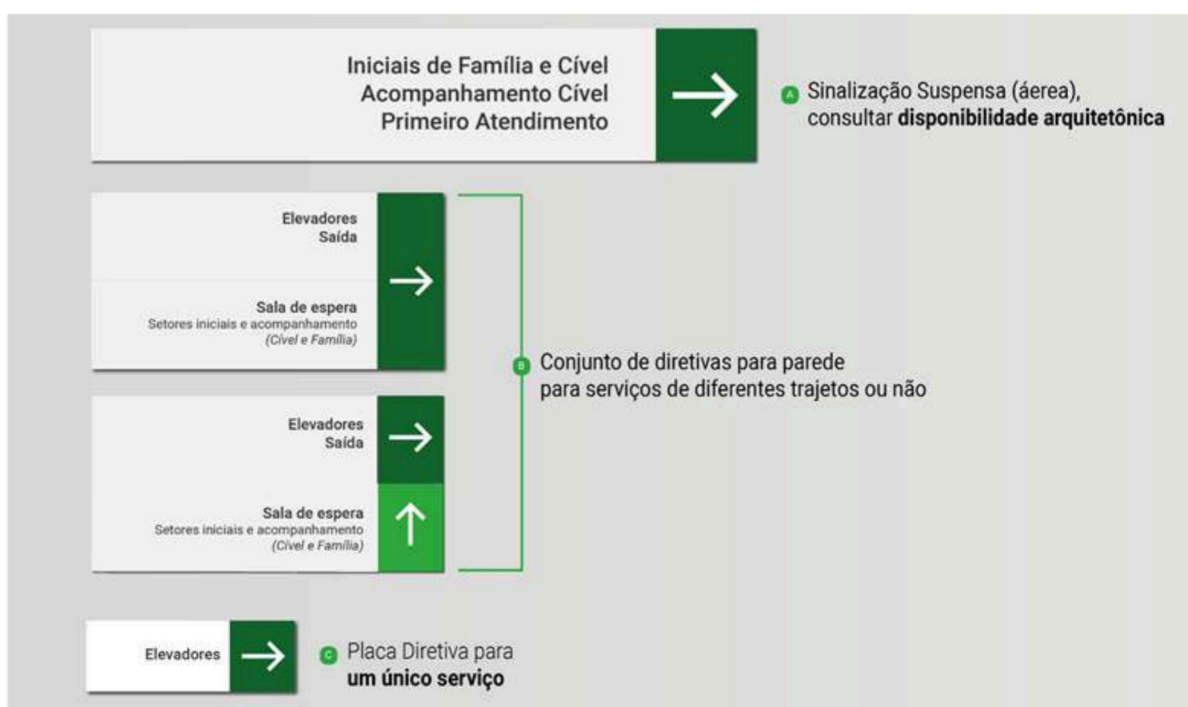 Iniciais de Família e Cível
Acompanhamento Cível
Primeiro Atendimento
A Sinalização Suspensa (áerea),
consultar disponibilidade arquitetônica
Elevadores
Saída
Sala de espera
Setores iniciais e acompanhamento
(Cível e Família)
B Conjunto de diretivas para parede
para serviços de diferentes trajetos ou não
Elevadores
Saída
Sala de espera
Setores iniciais e acompanhamento
(Cível e Família)
Elevadores
C Placa Diretiva para
um único serviço